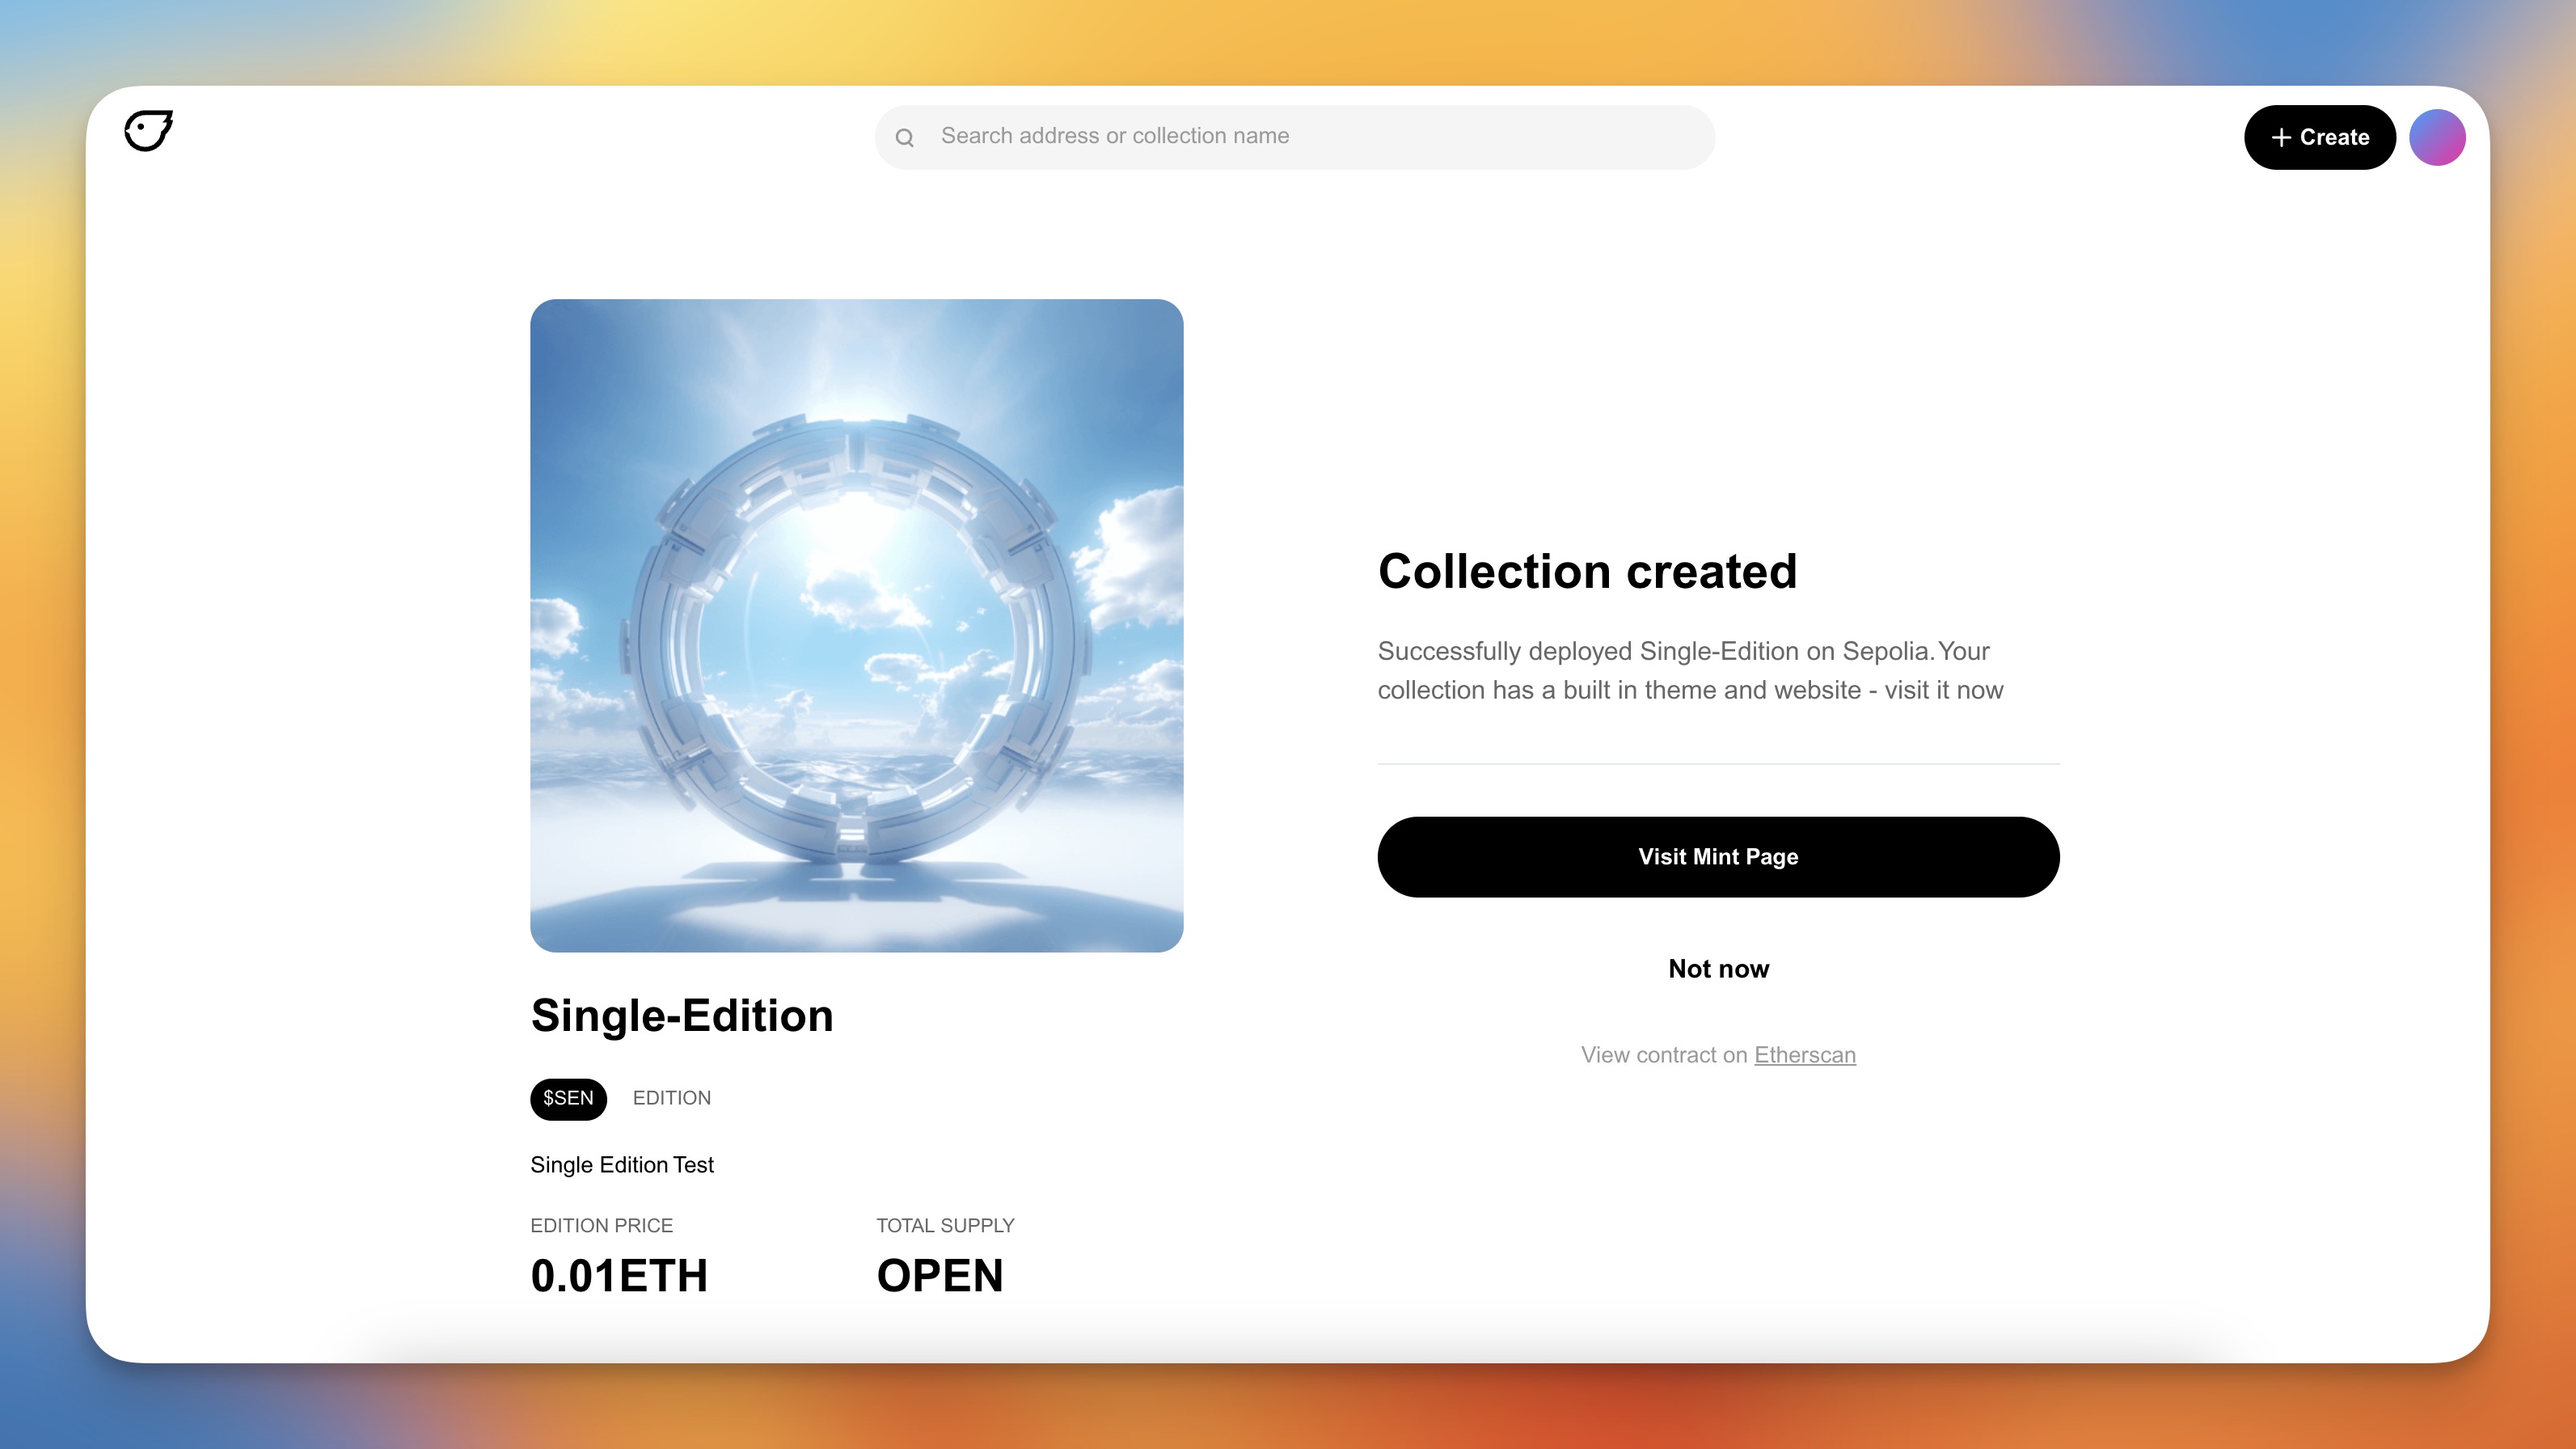 Search address or collection name
Create
Single-Edition
$SEN EDITION
Single Edition Test
EDITION PRICE TOTAL SUPPLY
0.01ETH OPEN
Collection created
Successfully deployed Single-Edition on Sepolia.Your
collection has a built in theme and website - visit it now
Visit Mint Page
Not now
View contract on Etherscan